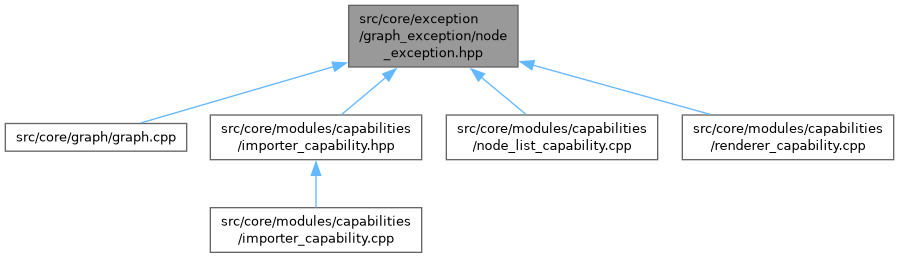 src/core/exception
/graph_exception/node
_exception.hpp
src/core/graph/graph.cpp
src/core/modules/capabilities
/importer_capability.hpp
src/core/modules/capabilities
/node_list_capability.cpp
src/core/modules/capabilities
/renderer_capability.cpp
src/core/modules/capabilities
/importer_capability.cpp